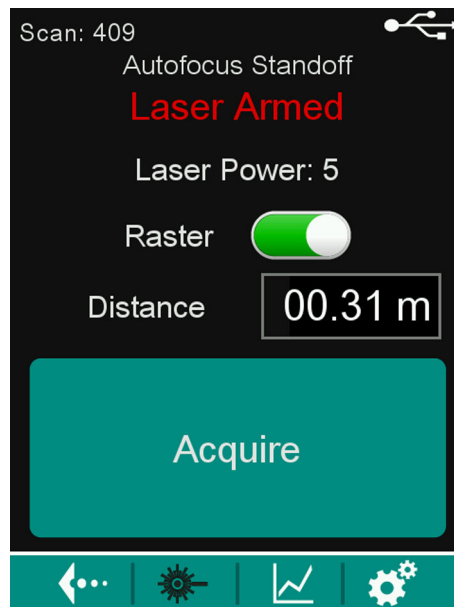 Scan: 409
Autofocus Standoff
Laser Armed
Laser Power: 5
Raster
Distance 00.31 m
Acquire